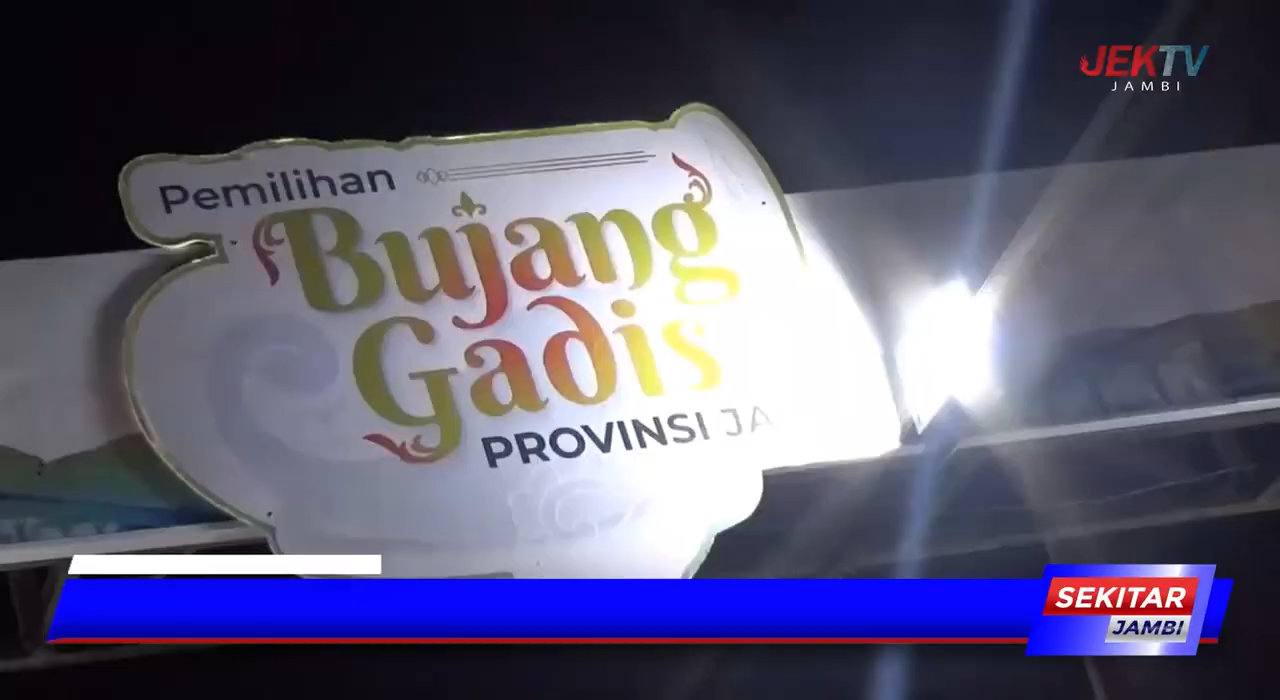 JEKTV
JAMBI
Pemilihan
Bujang
Gadis
PROVINSI JA
SEKITAR
JAMBI